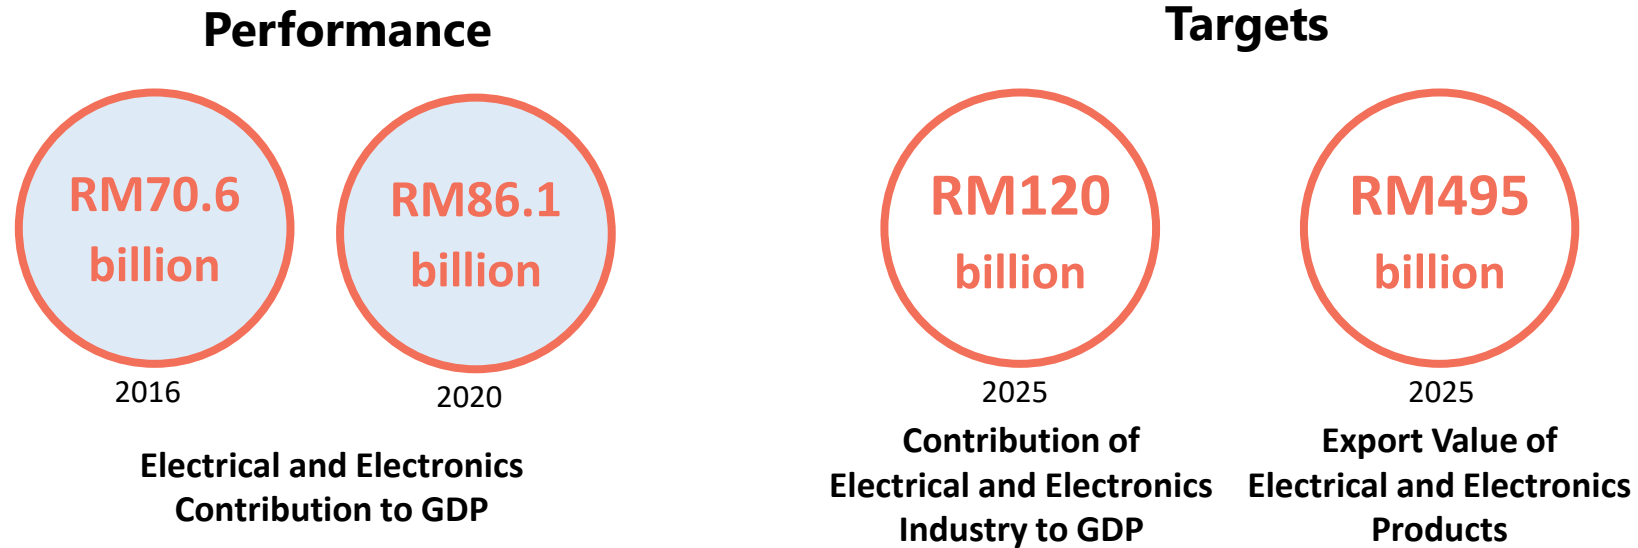 Performance
RM70.6
billion
2016
RM86.1
billion
2020
Electrical and Electronics
Contribution to GDP
Targets
RM120
billion
2025
Contribution of
Electrical and Electronics
Industry to GDP
RM495
billion
2025
Export Value of
Electrical and Electronics
Products